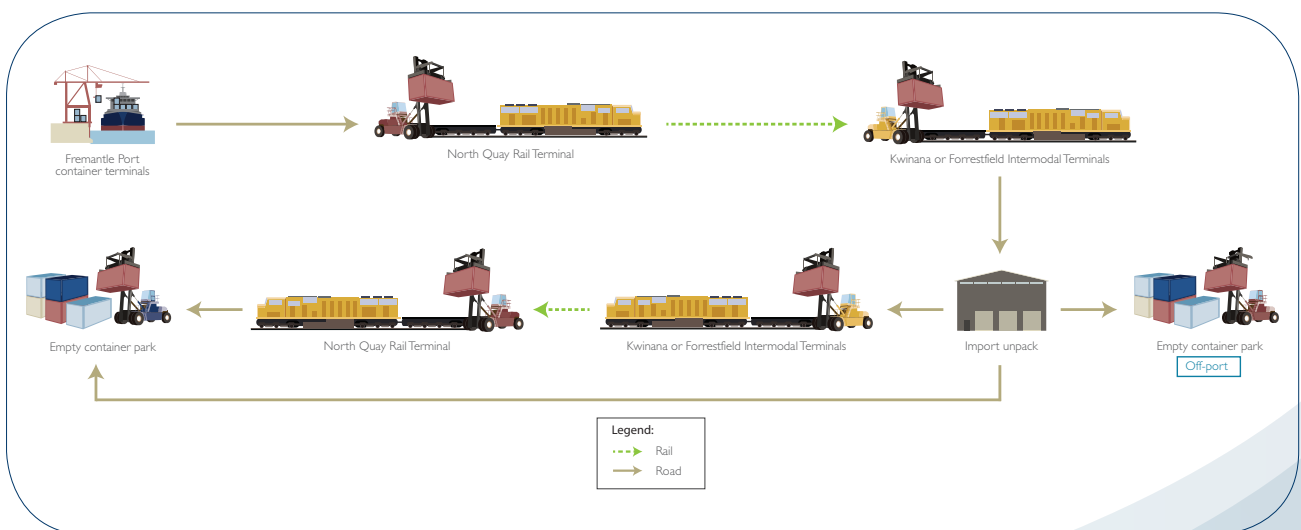 Fremantle Port
container terminals
North Quay Rail Terminal
Kwinana or Forrestfield Intermodal Terminals
Empty container park
North Quay Rail Terminal
Kwinana or Forrestfield Intermodal Terminals
Import unpack
Empty container park
Off-port
Legend:
Rail
Road